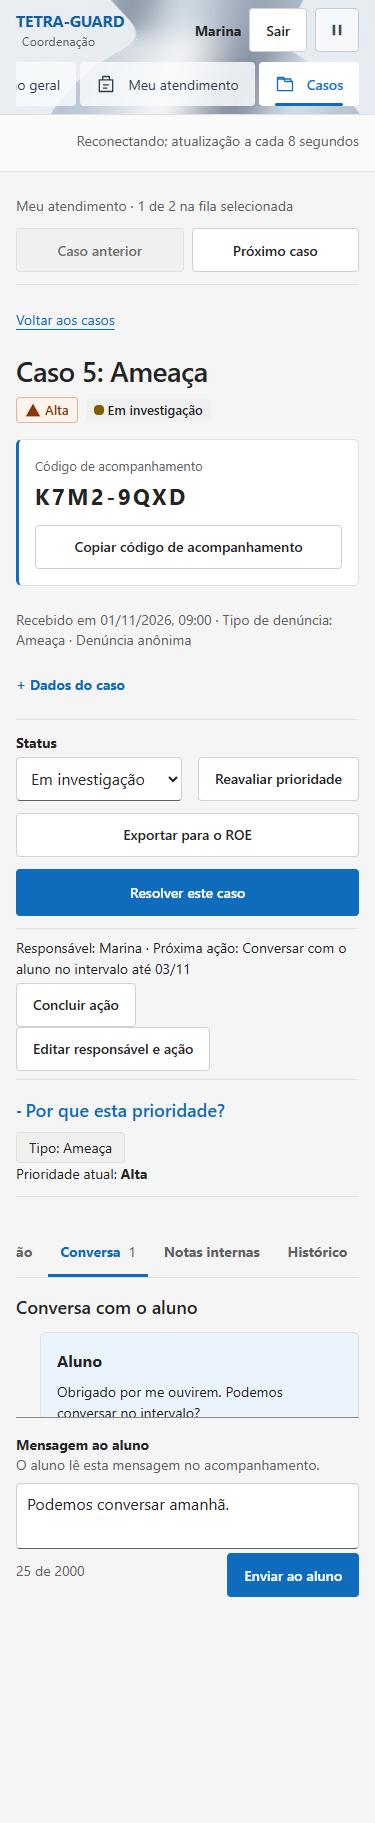 TETRA-GUARD
Coordenação
Marina
Sair
o geral
Meu atendimento
Casos
Reconectando; atualização a cada 8 segundos
Meu atendimento · 1 de 2 na fila selecionada
Caso anterior
Próximo caso
Voltar aos casos
Caso 5: Ameaça
Alta
Em investigação
Código de acompanhamento
K7M2-9QXD
Copiar código de acompanhamento
Recebido em 01/11/2026, 09:00 · Tipo de denúncia:
Ameaça · Denúncia anônima
+ Dados do caso
Status
Em investigação
Reavaliar prioridade
Exportar para o ROE
Resolver este caso
Responsável: Marina · Próxima ação: Conversar com o
aluno no intervalo até 03/11
Concluir ação
Editar responsável e ação
- Por que esta prioridade?
Tipo: Ameaça
Prioridade atual: Alta
ão
Conversa 1
Notas internas
Histórico
Conversa com o aluno
Aluno
Obrigado por me ouvirem. Podemos
conversar no intervalo?
Mensagem ao aluno
O aluno lê esta mensagem no acompanhamento.
Podemos conversar amanhã.
25 de 2000
Enviar ao aluno